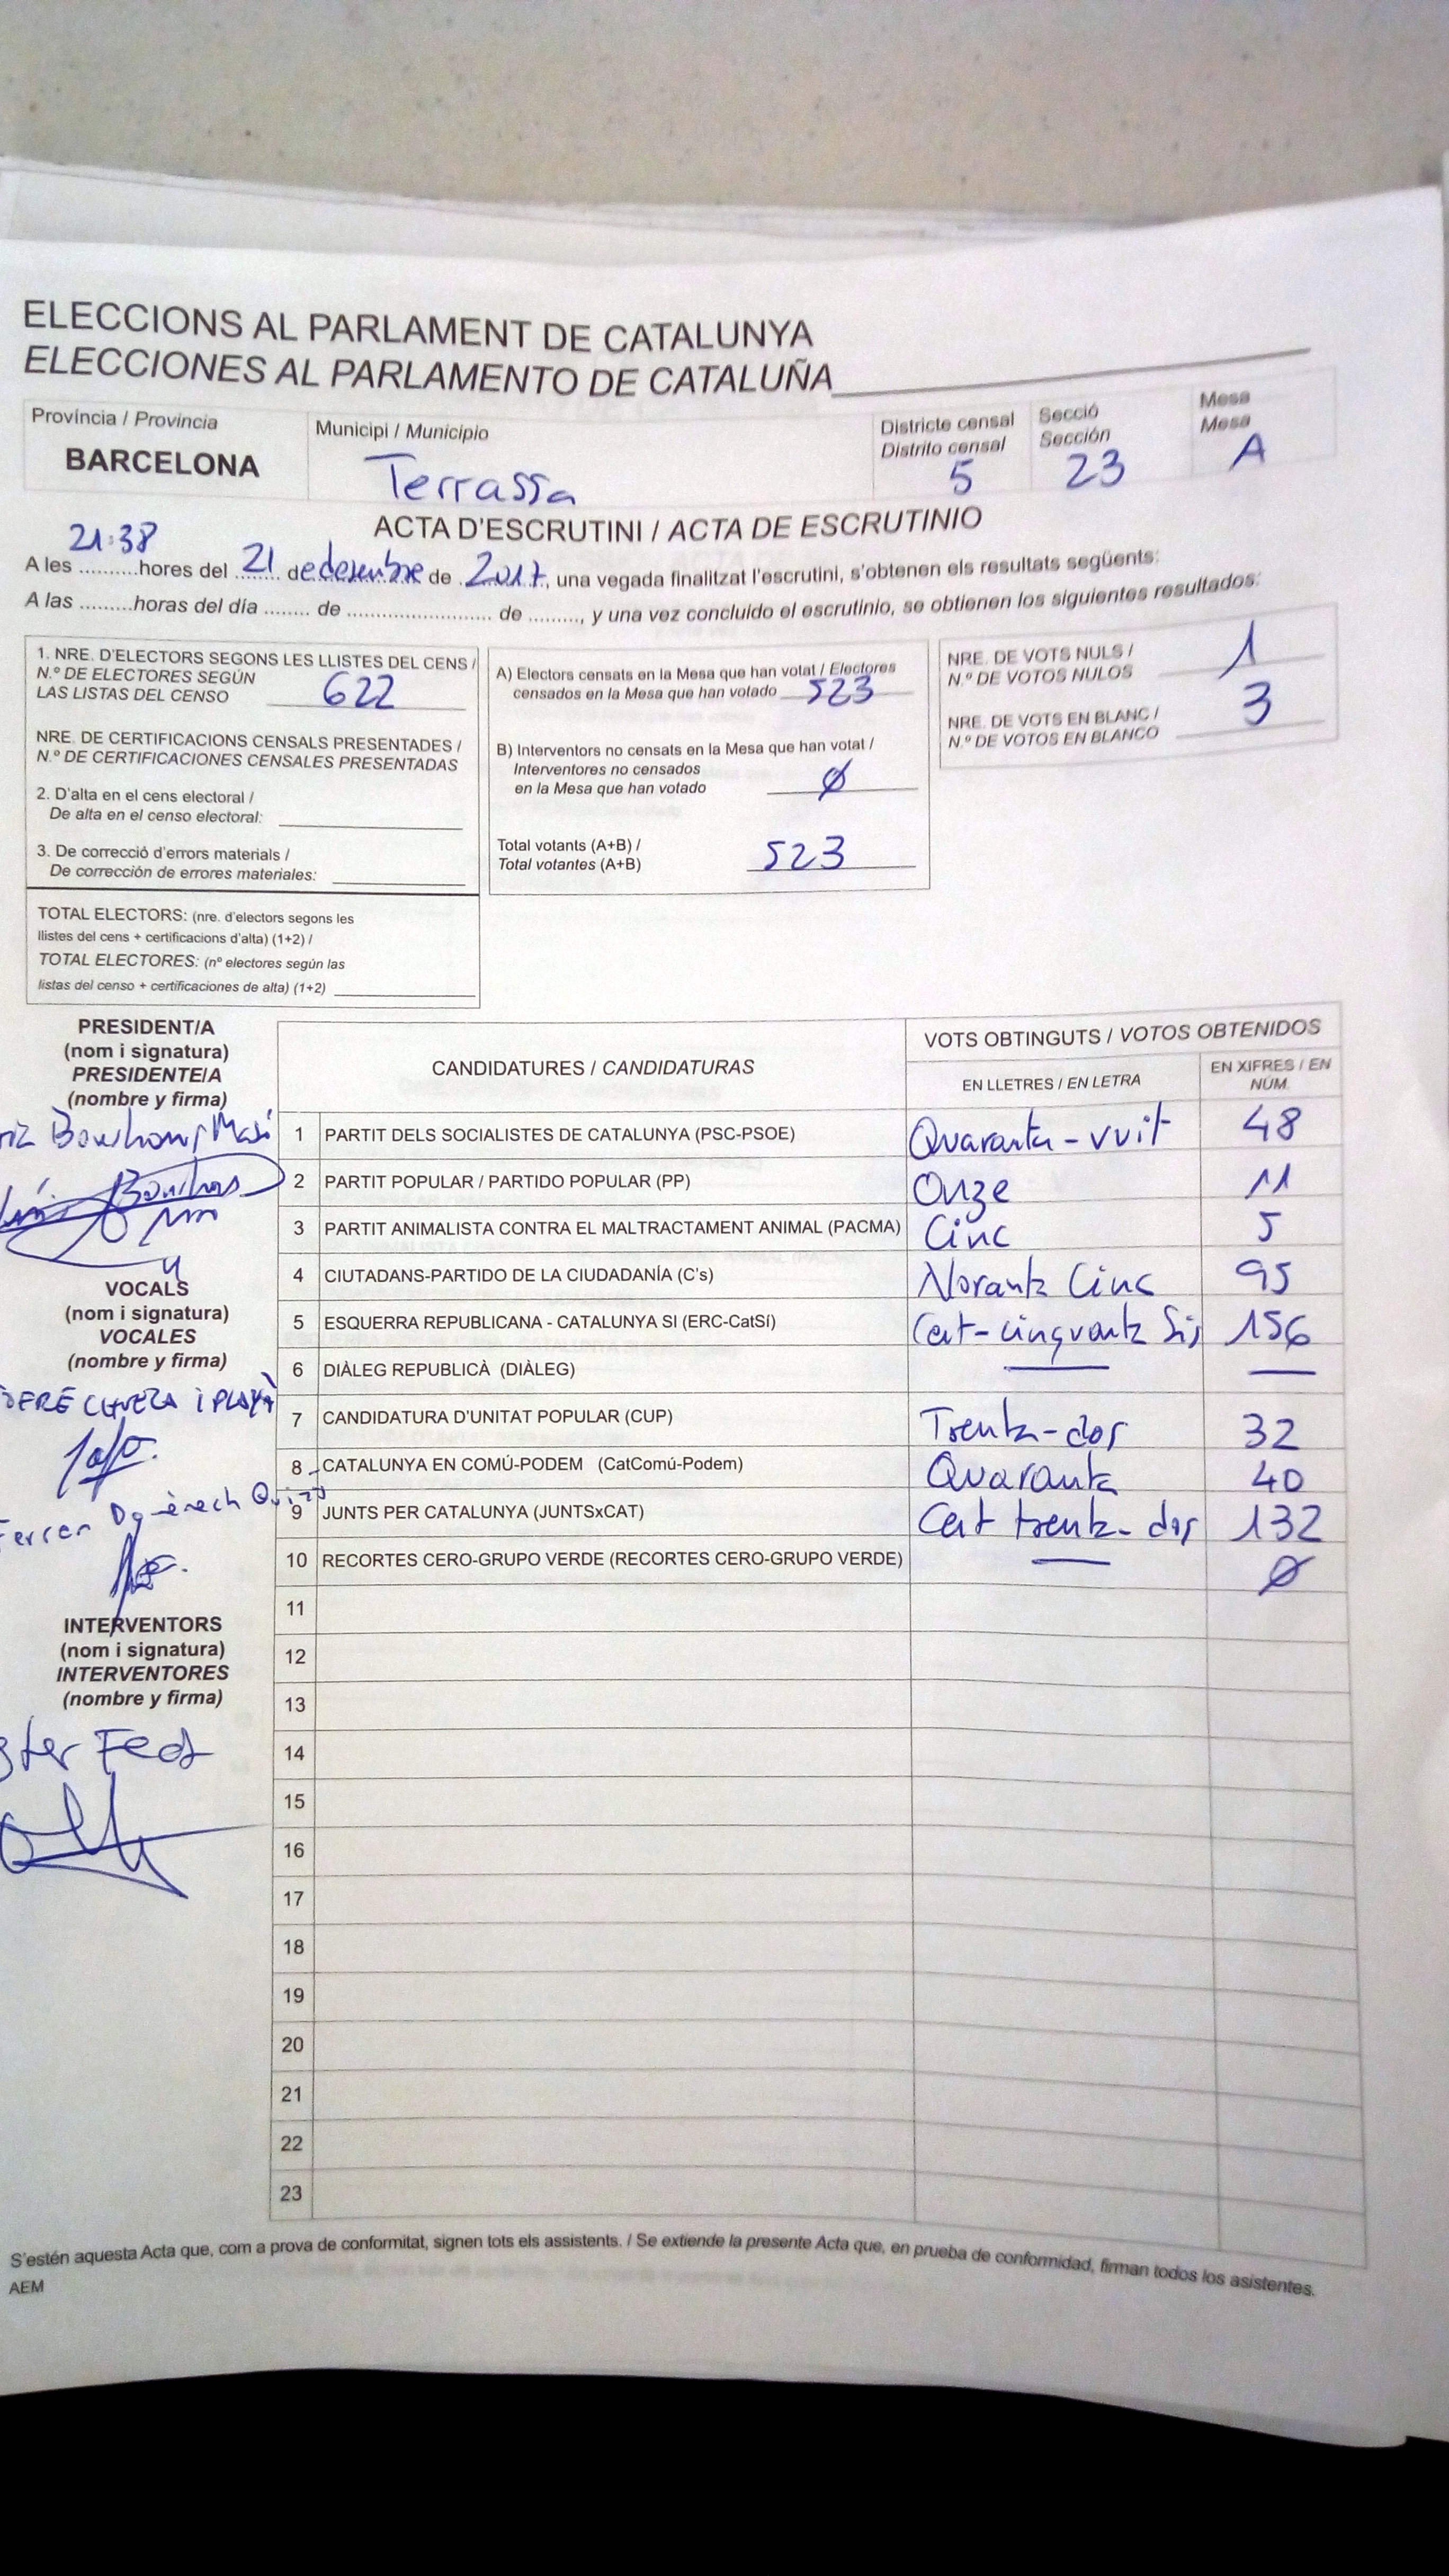 ELECCIONS AL PARLAMENT DE CATALUNYA
ELECCIONES AL PARLAMENTO DE CATALUÑA
Província / Provincia
BARCELONA
Municipi / Municipio
Terrassa
Districte censal
Distrito censal
5
Secció
Sección
23
Mesa
Mesa
A
ACTA D'ESCRUTINI / ACTA DE ESCRUTINIO
21:38
A les ..........hores del 21 de desembre de 2017, una vegada finalitzat l'escrutini, s'obtenen els resultats següents:
A las .........horas del día ........ de ......................... de ........., y una vez concluido el escrutinio, se obtienen los siguientes resultados:
1. NRE. D'ELECTORS SEGONS LES LLISTES DEL CENS /
N.º DE ELECTORES SEGÚN
LAS LISTAS DEL CENSO 622
NRE. DE CERTIFICACIONS CENSALS PRESENTADES /
N.º DE CERTIFICACIONES CENSALES PRESENTADAS
2. D'alta en el cens electoral /
De alta en el censo electoral:
3. De correcció d'errors materials /
De corrección de errores materiales:
TOTAL ELECTORS: (nre. d'electors segons les
llistes del cens + certificacions d'alta) (1+2) /
TOTAL ELECTORES: (nº electores según las
listas del censo + certificaciones de alta) (1+2)
A) Electors censats en la Mesa que han votat / Electores
censados en la Mesa que han votado 523
B) Interventors no censats en la Mesa que han votat /
Interventores no censados
en la Mesa que han votado Ø
Total votants (A+B) /
Total votantes (A+B) 523
NRE. DE VOTS NULS /
N.º DE VOTOS NULOS 1
NRE. DE VOTS EN BLANC /
N.º DE VOTOS EN BLANCO 3
PRESIDENT/A
(nom i signatura)
PRESIDENTE/A
(nombre y firma)
VOCALS
(nom i signatura)
VOCALES
(nombre y firma)
Ferran Domènech
INTERVENTORS
(nom i signatura)
INTERVENTORES
(nombre y firma)
CANDIDATURES / CANDIDATURAS
VOTS OBTINGUTS / VOTOS OBTENIDOS
EN LLETRES / EN LETRA
EN XIFRES / EN
NÚM.
1 PARTIT DELS SOCIALISTES DE CATALUNYA (PSC-PSOE) Quaranta-vuit 48
2 PARTIT POPULAR / PARTIDO POPULAR (PP) Onze 11
3 PARTIT ANIMALISTA CONTRA EL MALTRACTAMENT ANIMAL (PACMA) Cinc 5
4 CIUTADANS-PARTIDO DE LA CIUDADANÍA (C's) Noranta Cinc 95
5 ESQUERRA REPUBLICANA - CATALUNYA SI (ERC-CatSí) Cent-cinquanta Sis 156
6 DIÀLEG REPUBLICÀ (DIÀLEG) — —
7 CANDIDATURA D'UNITAT POPULAR (CUP) Trenta-dos 32
8 CATALUNYA EN COMÚ-PODEM (CatComú-Podem) Quaranta 40
9 JUNTS PER CATALUNYA (JUNTSxCAT) Cent trenta-dos 132
10 RECORTES CERO-GRUPO VERDE (RECORTES CERO-GRUPO VERDE) — Ø
11
12
13
14
15
16
17
18
19
20
21
22
23
S'estén aquesta Acta que, com a prova de conformitat, signen tots els assistents. / Se extiende la presente Acta que, en prueba de conformidad, firman todos los asistentes.
AEM